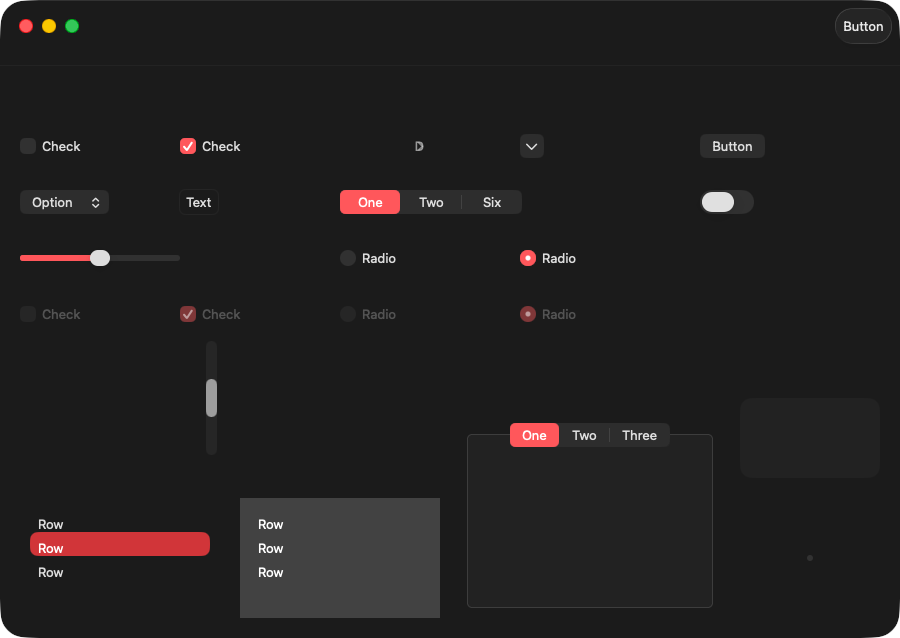 Button
Check Check D Button
Option Text One Two Six
Radio Radio
Check Check Radio Radio
One Two Three
Row Row
Row Row
Row Row